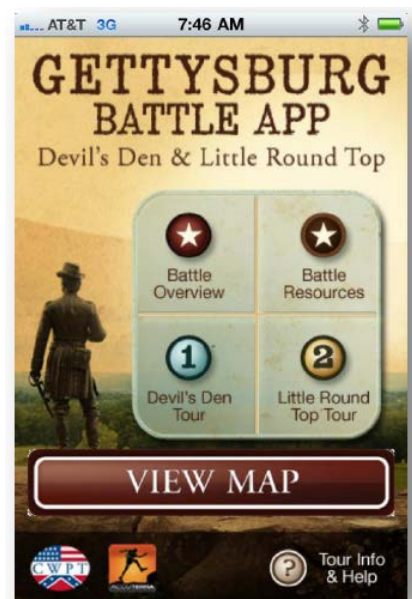 AT&T 3G 7:46 AM
GETTYSBURG
BATTLE APP
Devil's Den & Little Round Top
Battle
Overview
Battle
Resources
1
Devil's Den
Tour
2
Little Round
Top Tour
VIEW MAP
CWPT
ACCUTERRA
?
Tour Info
& Help